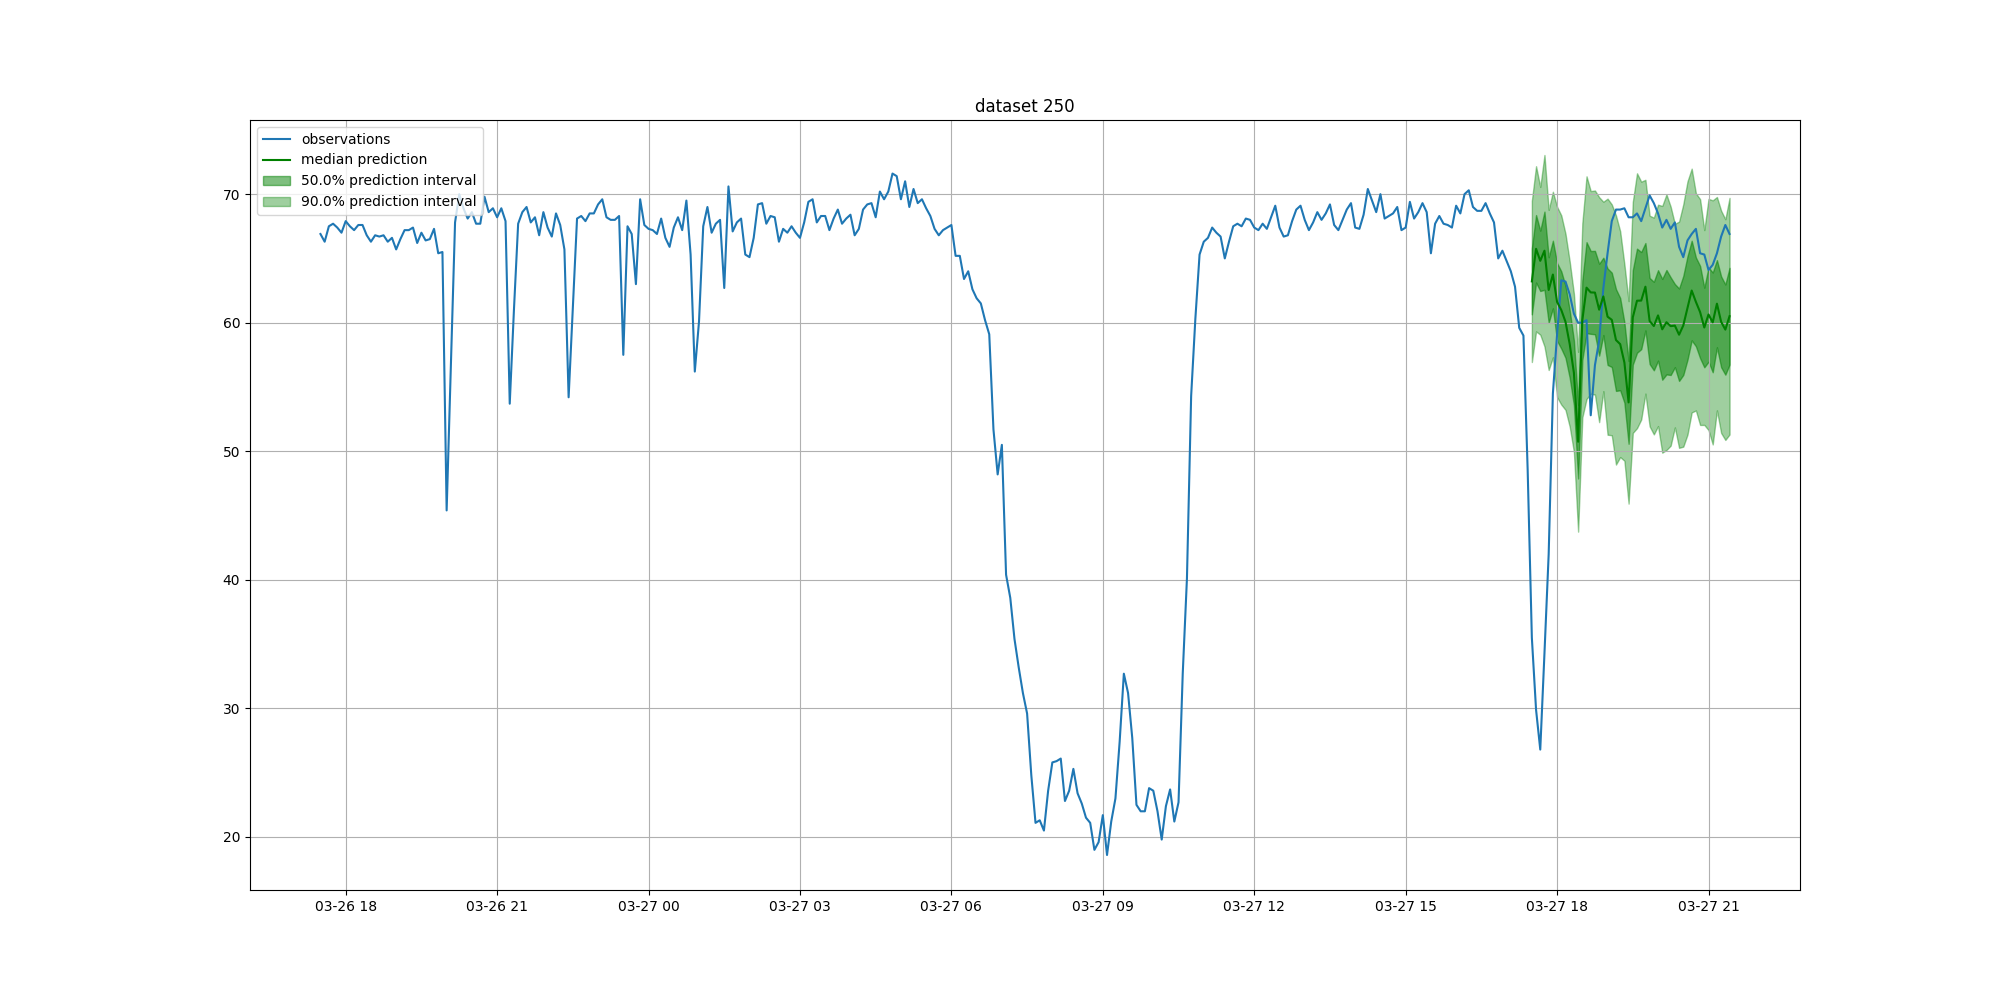 dataset 250
observations
median prediction
50.0% prediction interval
90.0% prediction interval
70
60
50
40
30
20
03-26 18 03-26 21 03-27 00 03-27 03 03-27 06 03-27 09 03-27 12 03-27 15 03-27 18 03-27 21